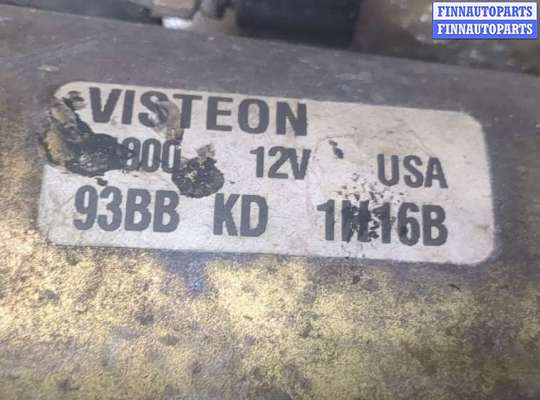 FINNAUTOPARTS
FINNAUTOPARTS
VISTEON
12V USA
93BB KD